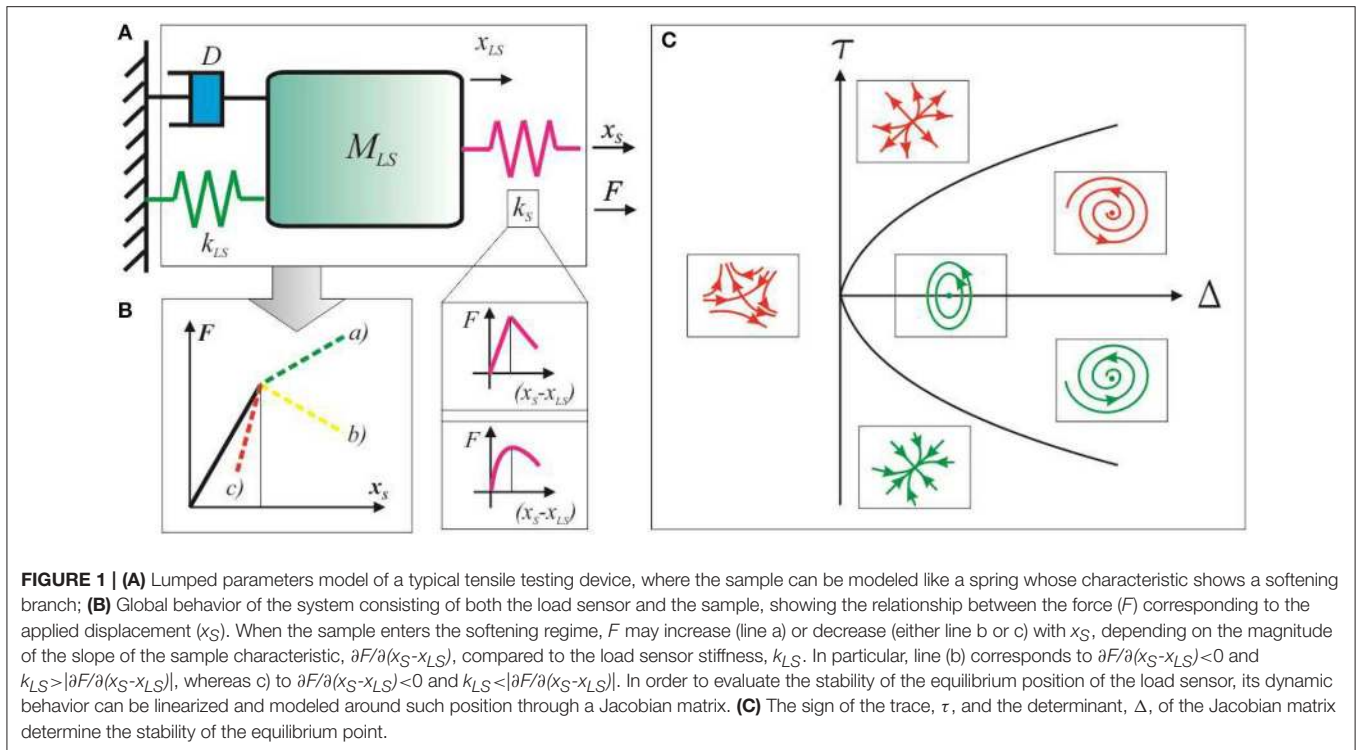 A
D
x_LS
M_LS
x_s
F
k_s
k_LS
B
F
a)
b)
c)
x_s
F
(x_s-x_LS)
F
(x_s-x_LS)
C
τ
Δ
FIGURE 1 | (A) Lumped parameters model of a typical tensile testing device, where the sample can be modeled like a spring whose characteristic shows a softening
branch; (B) Global behavior of the system consisting of both the load sensor and the sample, showing the relationship between the force (F) corresponding to the
applied displacement (x_S). When the sample enters the softening regime, F may increase (line a) or decrease (either line b or c) with x_S, depending on the magnitude
of the slope of the sample characteristic, ∂F/∂(x_S-x_LS), compared to the load sensor stiffness, k_LS. In particular, line (b) corresponds to ∂F/∂(x_S-x_LS)<0 and
k_LS>|∂F/∂(x_S-x_LS)|, whereas c) to ∂F/∂(x_S-x_LS)<0 and k_LS<|∂F/∂(x_S-x_LS)|. In order to evaluate the stability of the equilibrium position of the load sensor, its dynamic
behavior can be linearized and modeled around such position through a Jacobian matrix. (C) The sign of the trace, τ, and the determinant, Δ, of the Jacobian matrix
determine the stability of the equilibrium point.